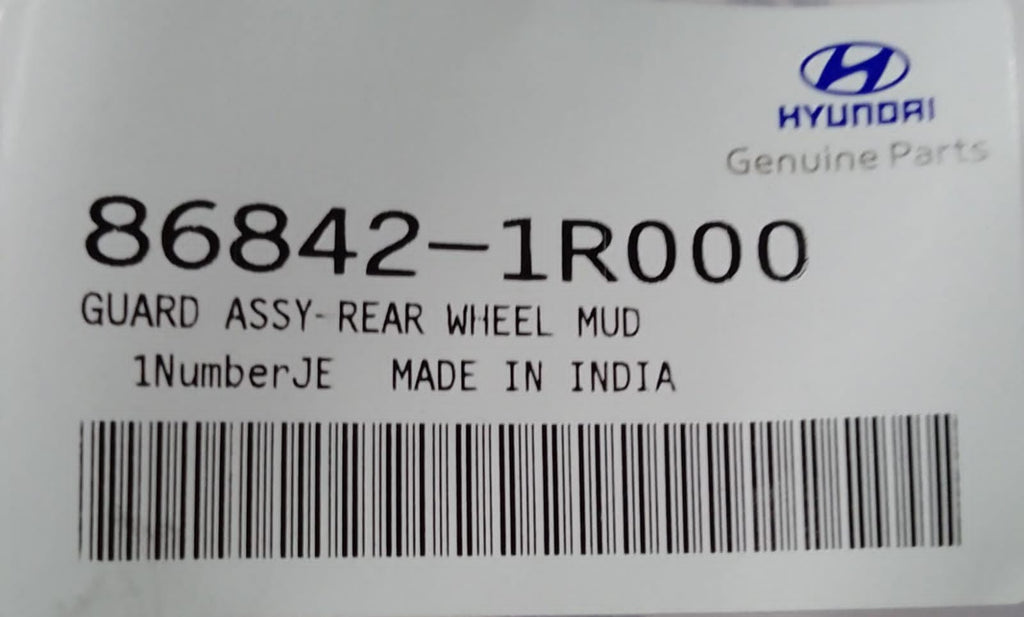 HYUNDAI
Genuine Parts
86842-1R000
GUARD ASSY-REAR WHEEL MUD
1NumberJE MADE IN INDIA